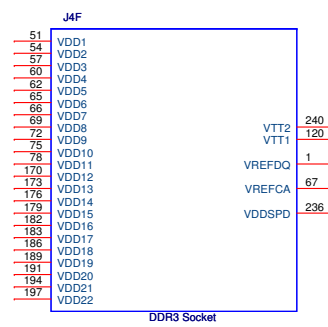 J4F
51 VDD1
54 VDD2
57 VDD3
60 VDD4
62 VDD5
65 VDD6
66 VDD7
69 VDD8
72 VDD9
75 VDD10
78 VDD11
170 VDD12
173 VDD13
176 VDD14
179 VDD15
182 VDD16
183 VDD17
186 VDD18
189 VDD19
191 VDD20
194 VDD21
197 VDD22
VTT2 240
VTT1 120
VREFDQ 1
VREFCA 67
VDDSPD 236
DDR3 Socket